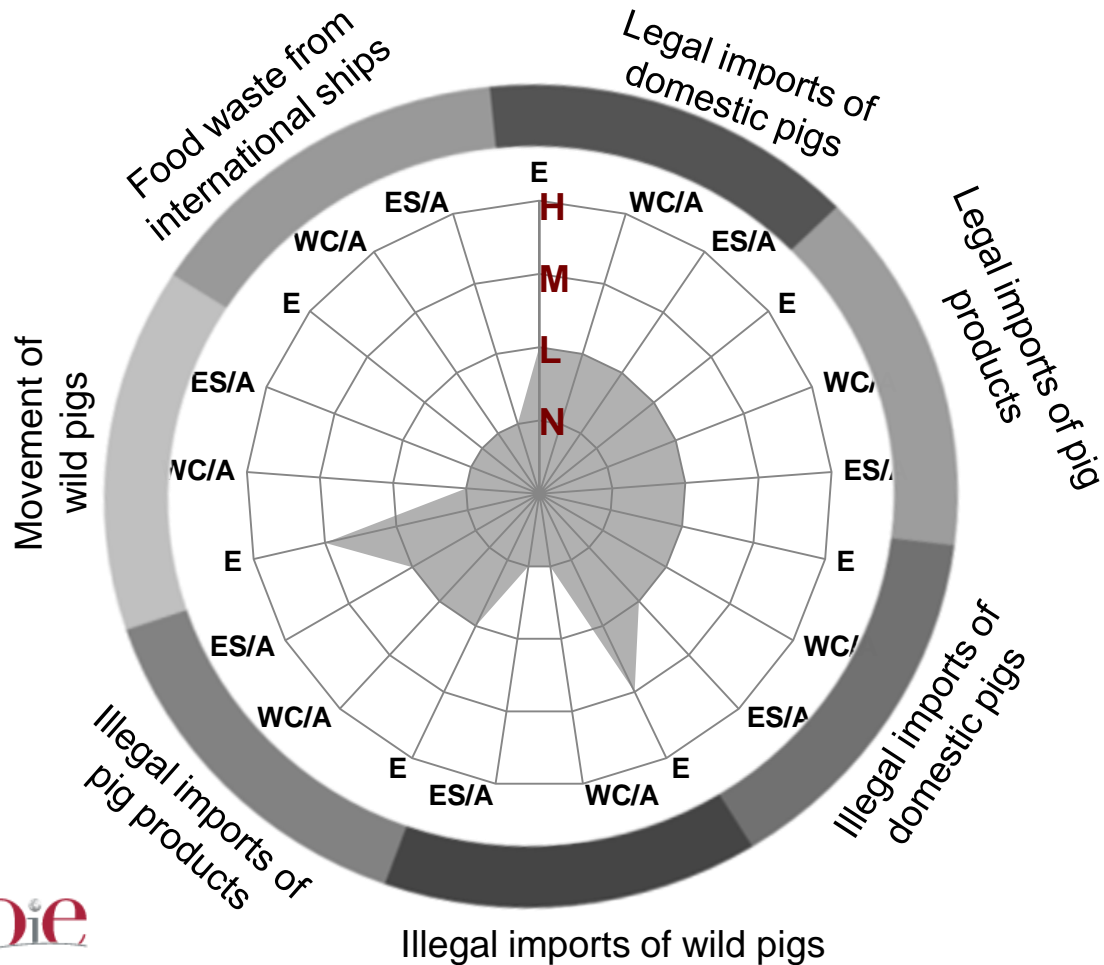 Food waste from
international ships
Legal imports of
domestic pigs
Legal imports of pig
products
Illegal imports of
domestic pigs
Illegal imports of wild pigs
Illegal imports of
pig products
Movement of
wild pigs
E
WC/A
ES/A
E
WC/A
ES/A
E
WC/A
ES/A
E
WC/A
ES/A
E
WC/A
ES/A
E
WC/A
ES/A
E
WC/A
ES/A
H
M
L
N
Oie